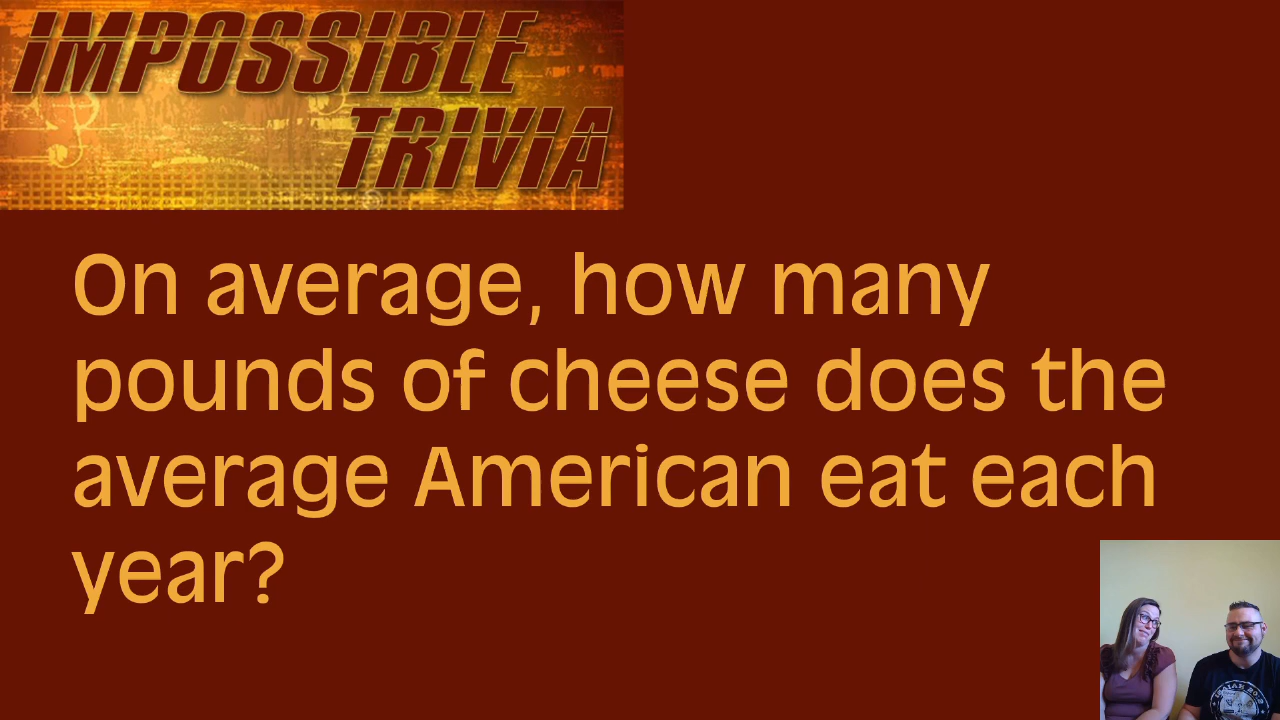 IMPOSSIBLE
TRIVIA
On average, how many
pounds of cheese does the
average American eat each
year?